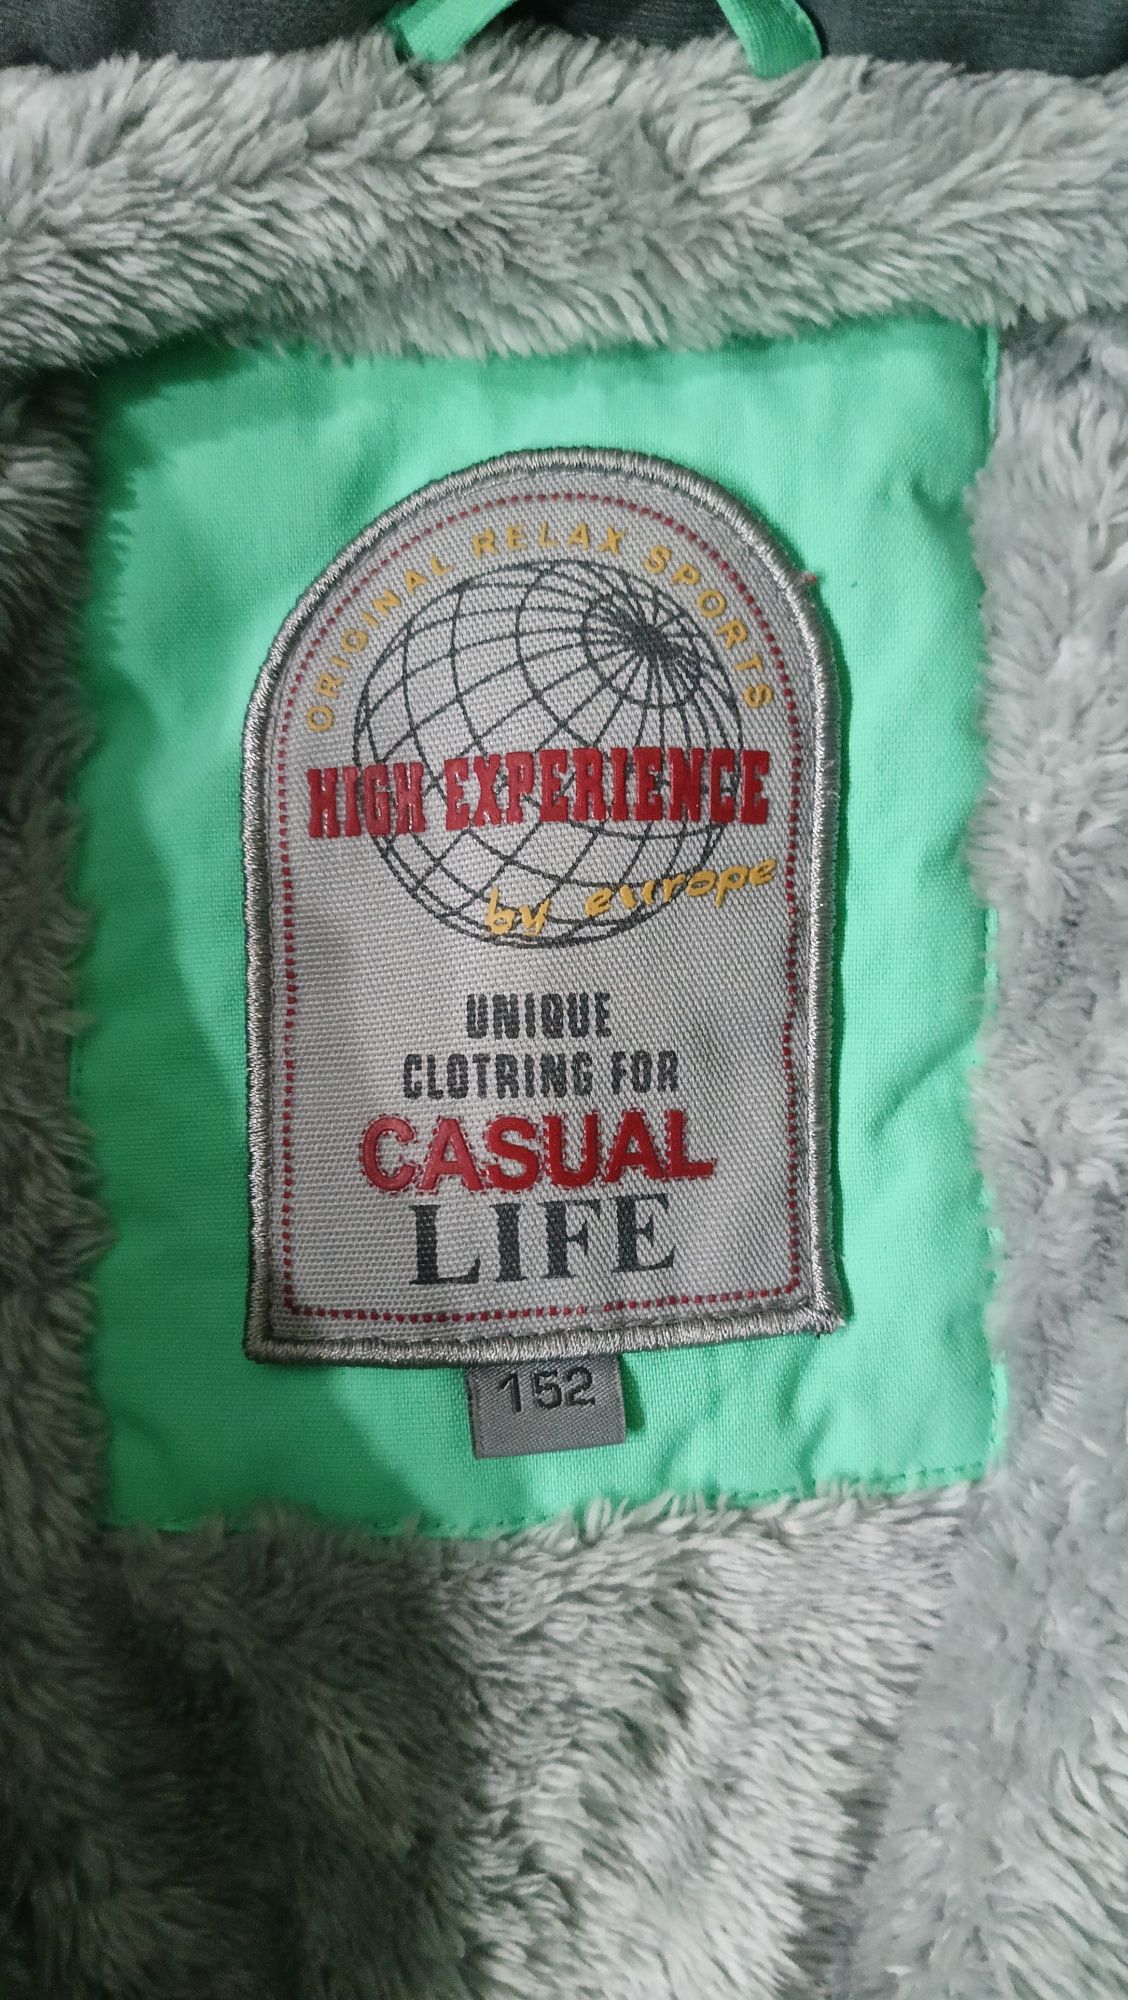 ORIGINAL RELAX SPORTS
HIGH EXPERIENCE
by europe
UNIQUE
CLOTRING FOR
CASUAL
LIFE
152